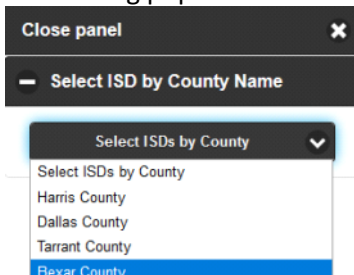 Close panel
Select ISD by County Name
Select ISDs by County
Select ISDs by County
Harris County
Dallas County
Tarrant County
Bexar County